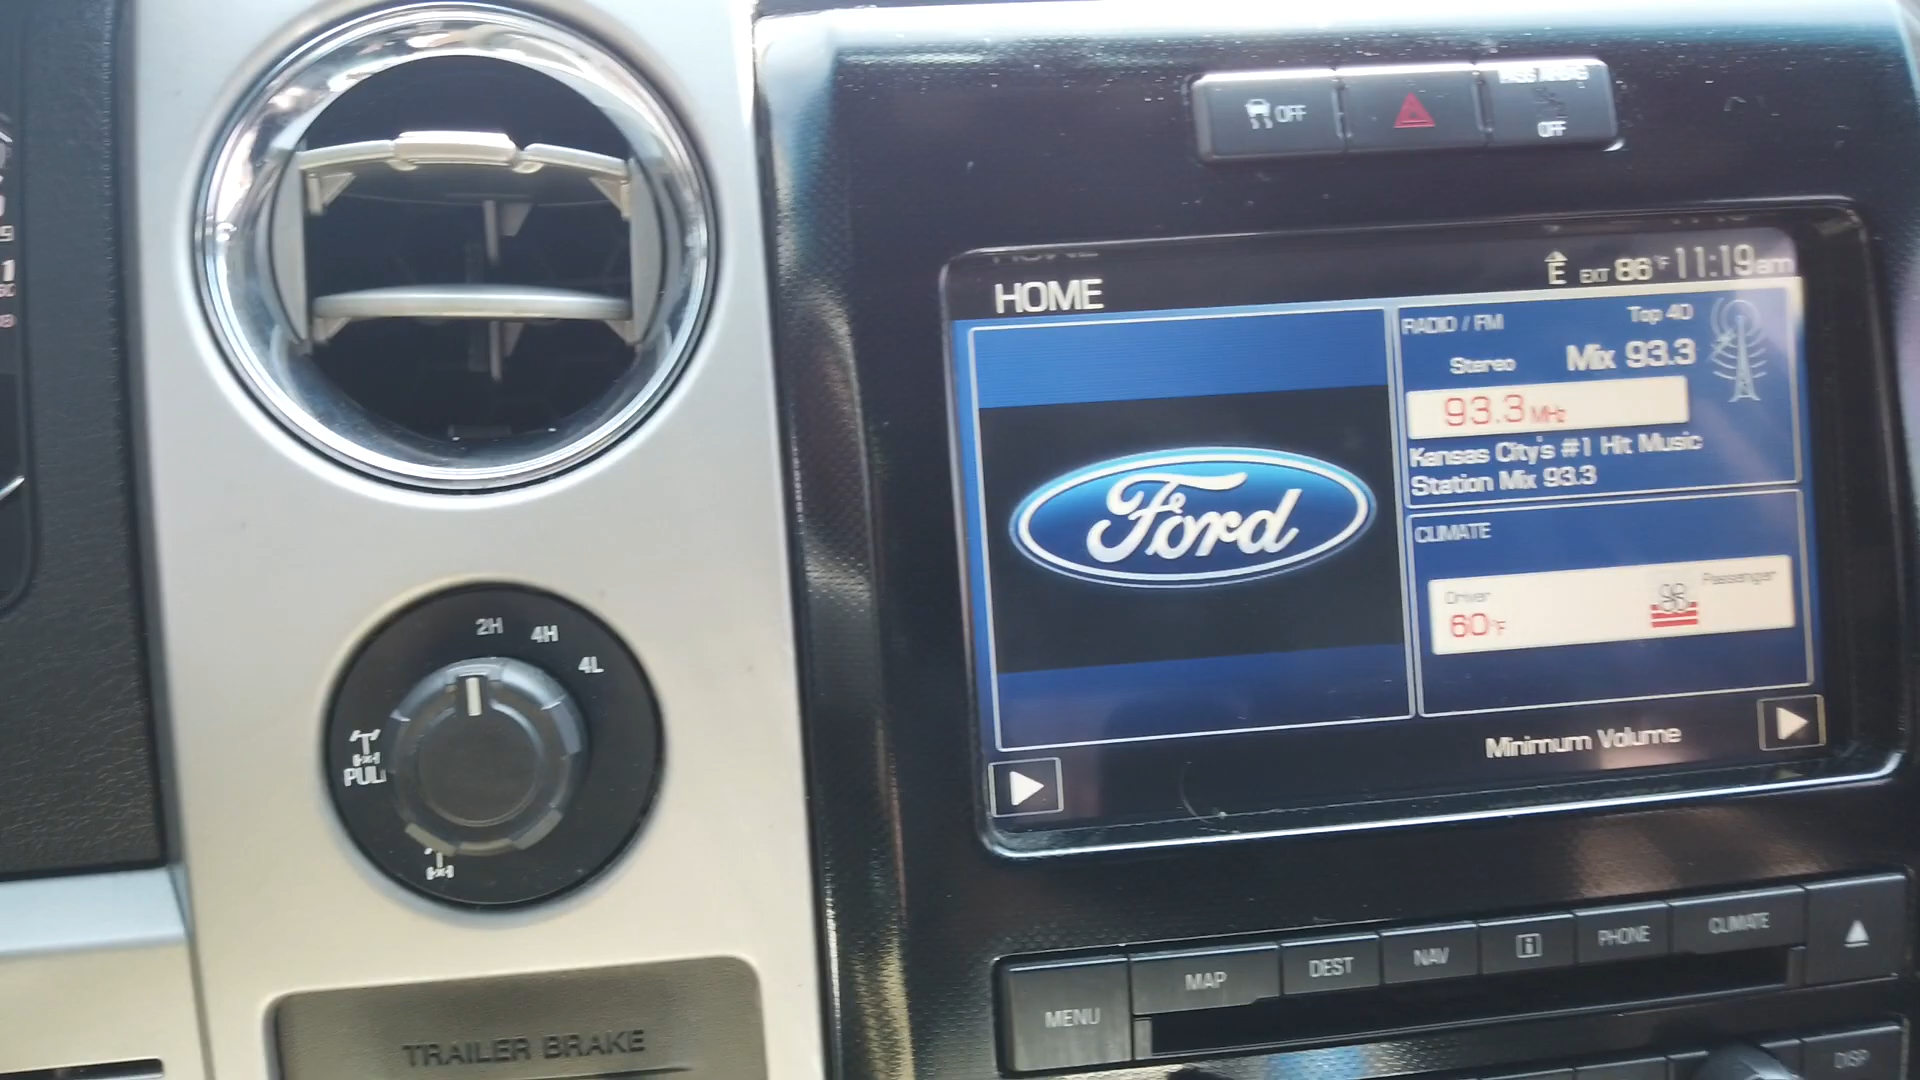 OFF
PASS AIRBAG
OFF
HOME
E EXT 86°F 11:19am
RADIO / FM
Top 40
Stereo
Mix 93.3
93.3 MHz
Kansas City's #1 Hit Music
Station Mix 93.3
Ford
CLIMATE
Driver
Passenger
60°F
Minimum Volume
2H
4H
4L
PULL
TRAILER BRAKE
MENU
MAP
DEST
NAV
i
PHONE
CLIMATE
DISP